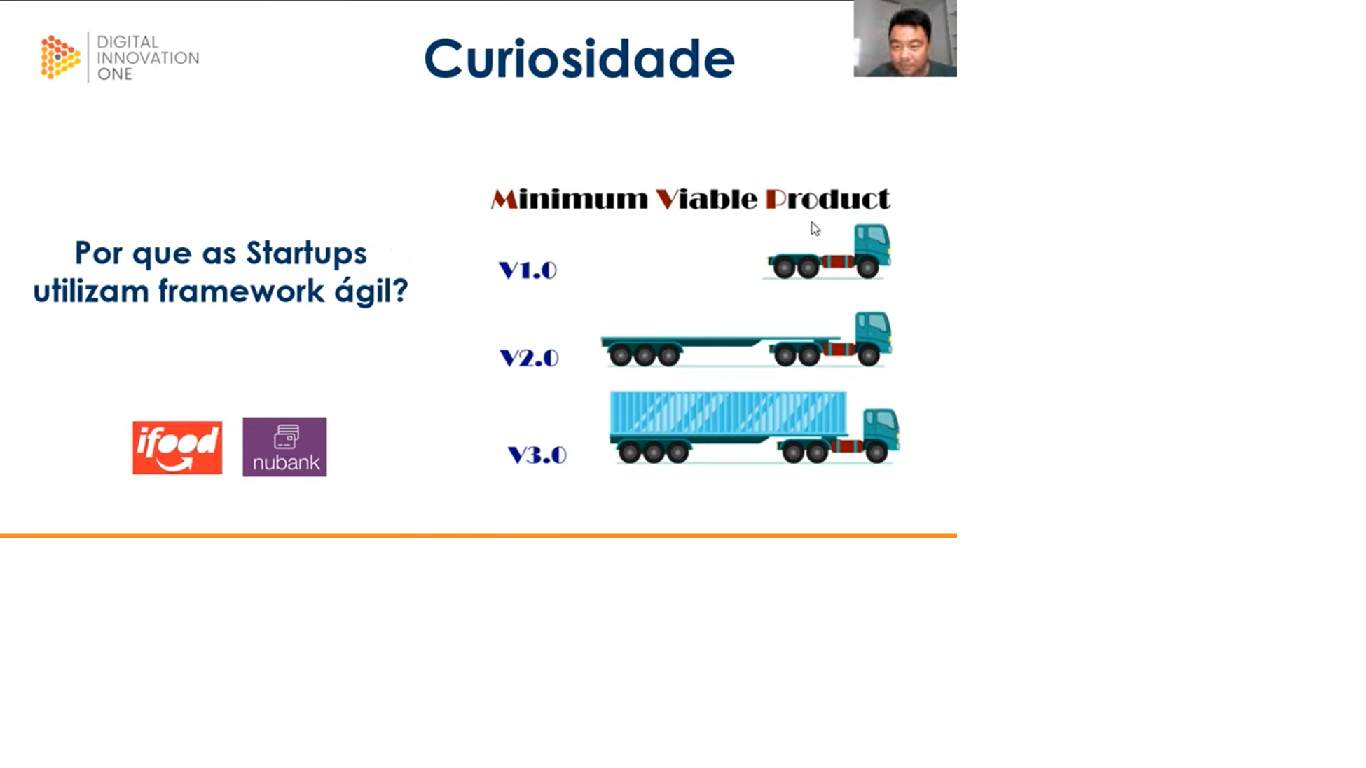 DIGITAL
INNOVATION
ONE
Curiosidade
Por que as Startups
utilizam framework ágil?
ifood
nubank
Minimum Viable Product
V1.0
V2.0
V3.0